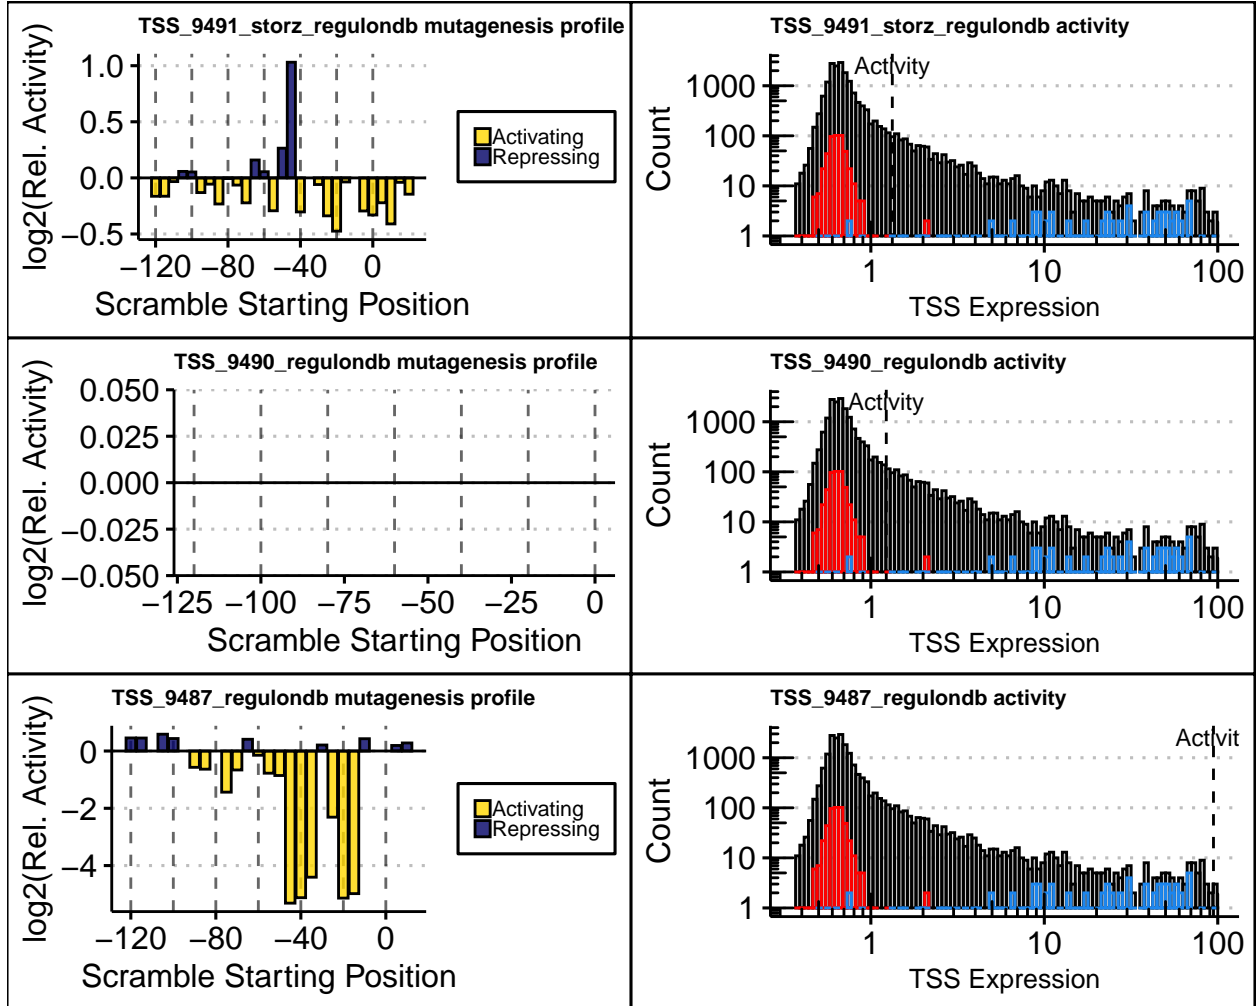 TSS_9491_storz_regulondb mutagenesis profile
log2(Rel. Activity)
1.0
0.5
0.0
−0.5
−120 −80 −40 0
Scramble Starting Position
Activating
Repressing
TSS_9491_storz_regulondb activity
Activity
Count
1000
100
10
1
1 10 100
TSS Expression
TSS_9490_regulondb mutagenesis profile
log2(Rel. Activity)
0.050
0.025
0.000
−0.025
−0.050
−125 −100 −75 −50 −25 0
Scramble Starting Position
TSS_9490_regulondb activity
Activity
Count
1000
100
10
1
1 10 100
TSS Expression
TSS_9487_regulondb mutagenesis profile
log2(Rel. Activity)
0
−2
−4
−120 −80 −40 0
Scramble Starting Position
Activating
Repressing
TSS_9487_regulondb activity
Activit
Count
1000
100
10
1
1 10 100
TSS Expression